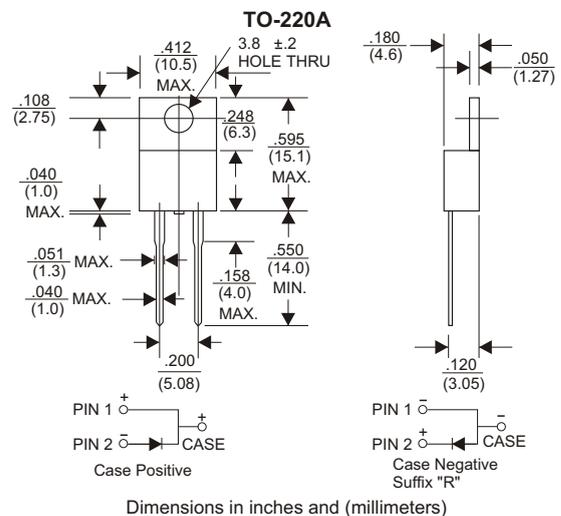 TO-220A
.412
(10.5)
MAX.
3.8 ±.2
HOLE THRU
.180
(4.6)
.050
(1.27)
.108
(2.75)
.248
(6.3)
.595
(15.1)
MAX.
.040
(1.0)
MAX.
.051
(1.3)
MAX.
.040
(1.0)
MAX.
.158
(4.0)
MAX.
.550
(14.0)
MIN.
.200
(5.08)
.120
(3.05)
PIN 1 +
PIN 2 -
+
CASE
Case Positive
PIN 1 -
PIN 2 +
-
CASE
Case Negative
Suffix "R"
Dimensions in inches and (millimeters)